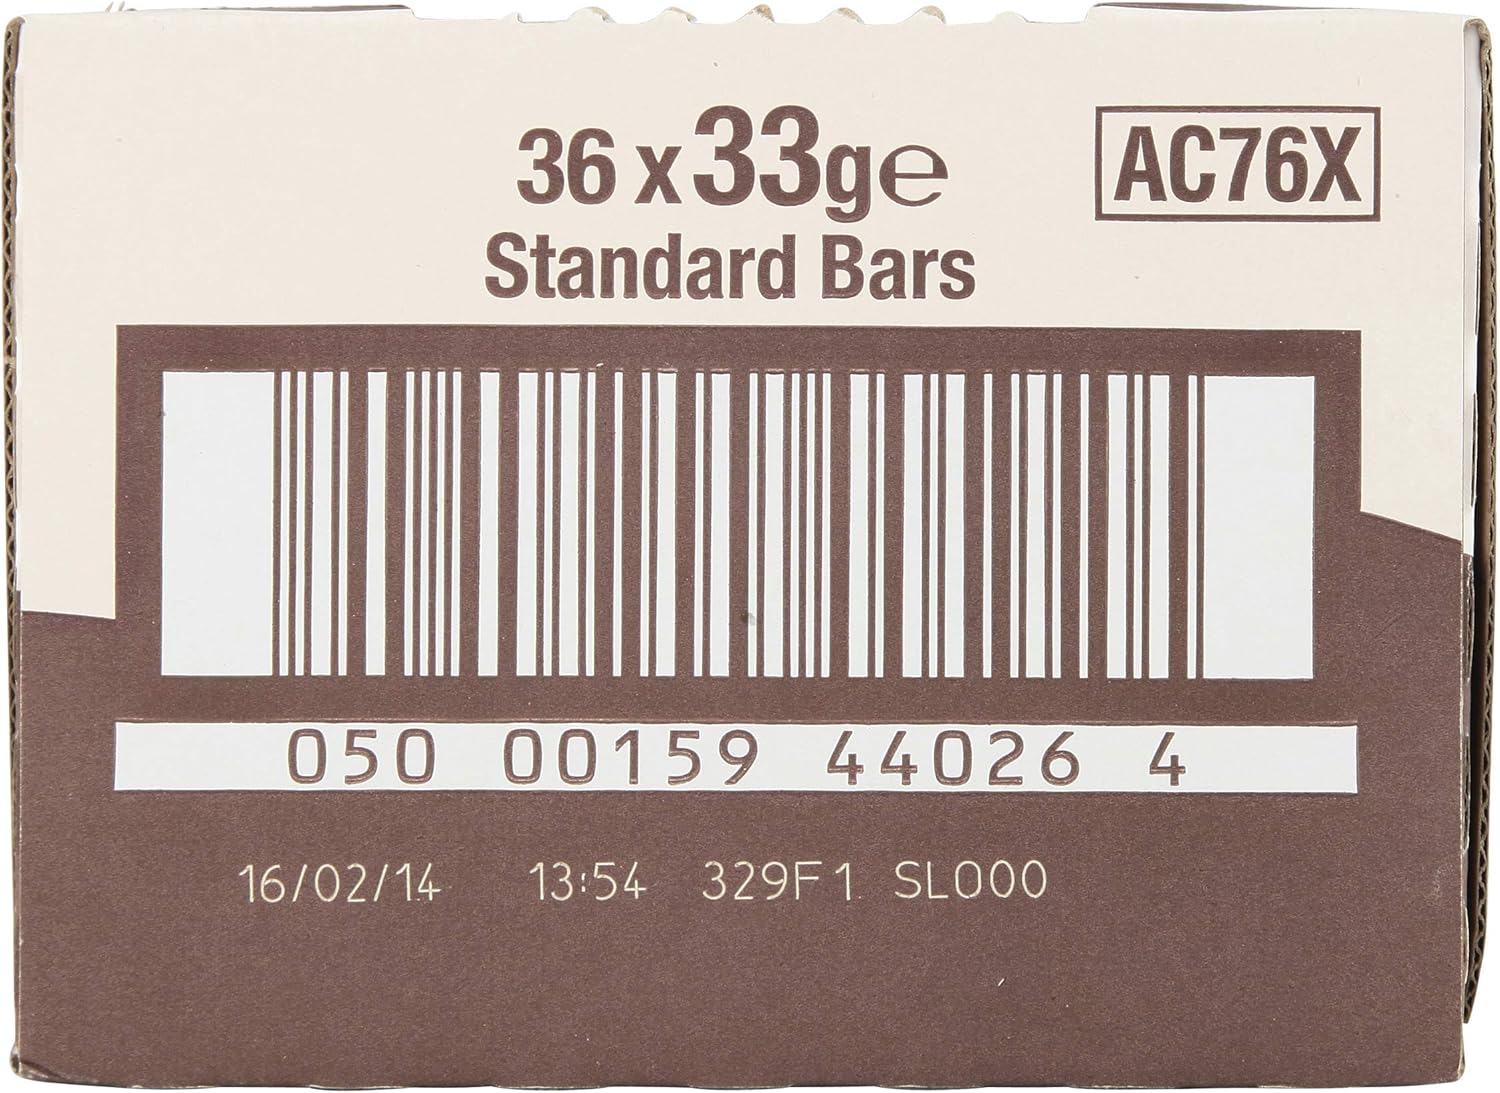 36 x 33g℮
AC76X
Standard Bars
050 00159 44026 4
16/02/14 13:54 329F1 SL000